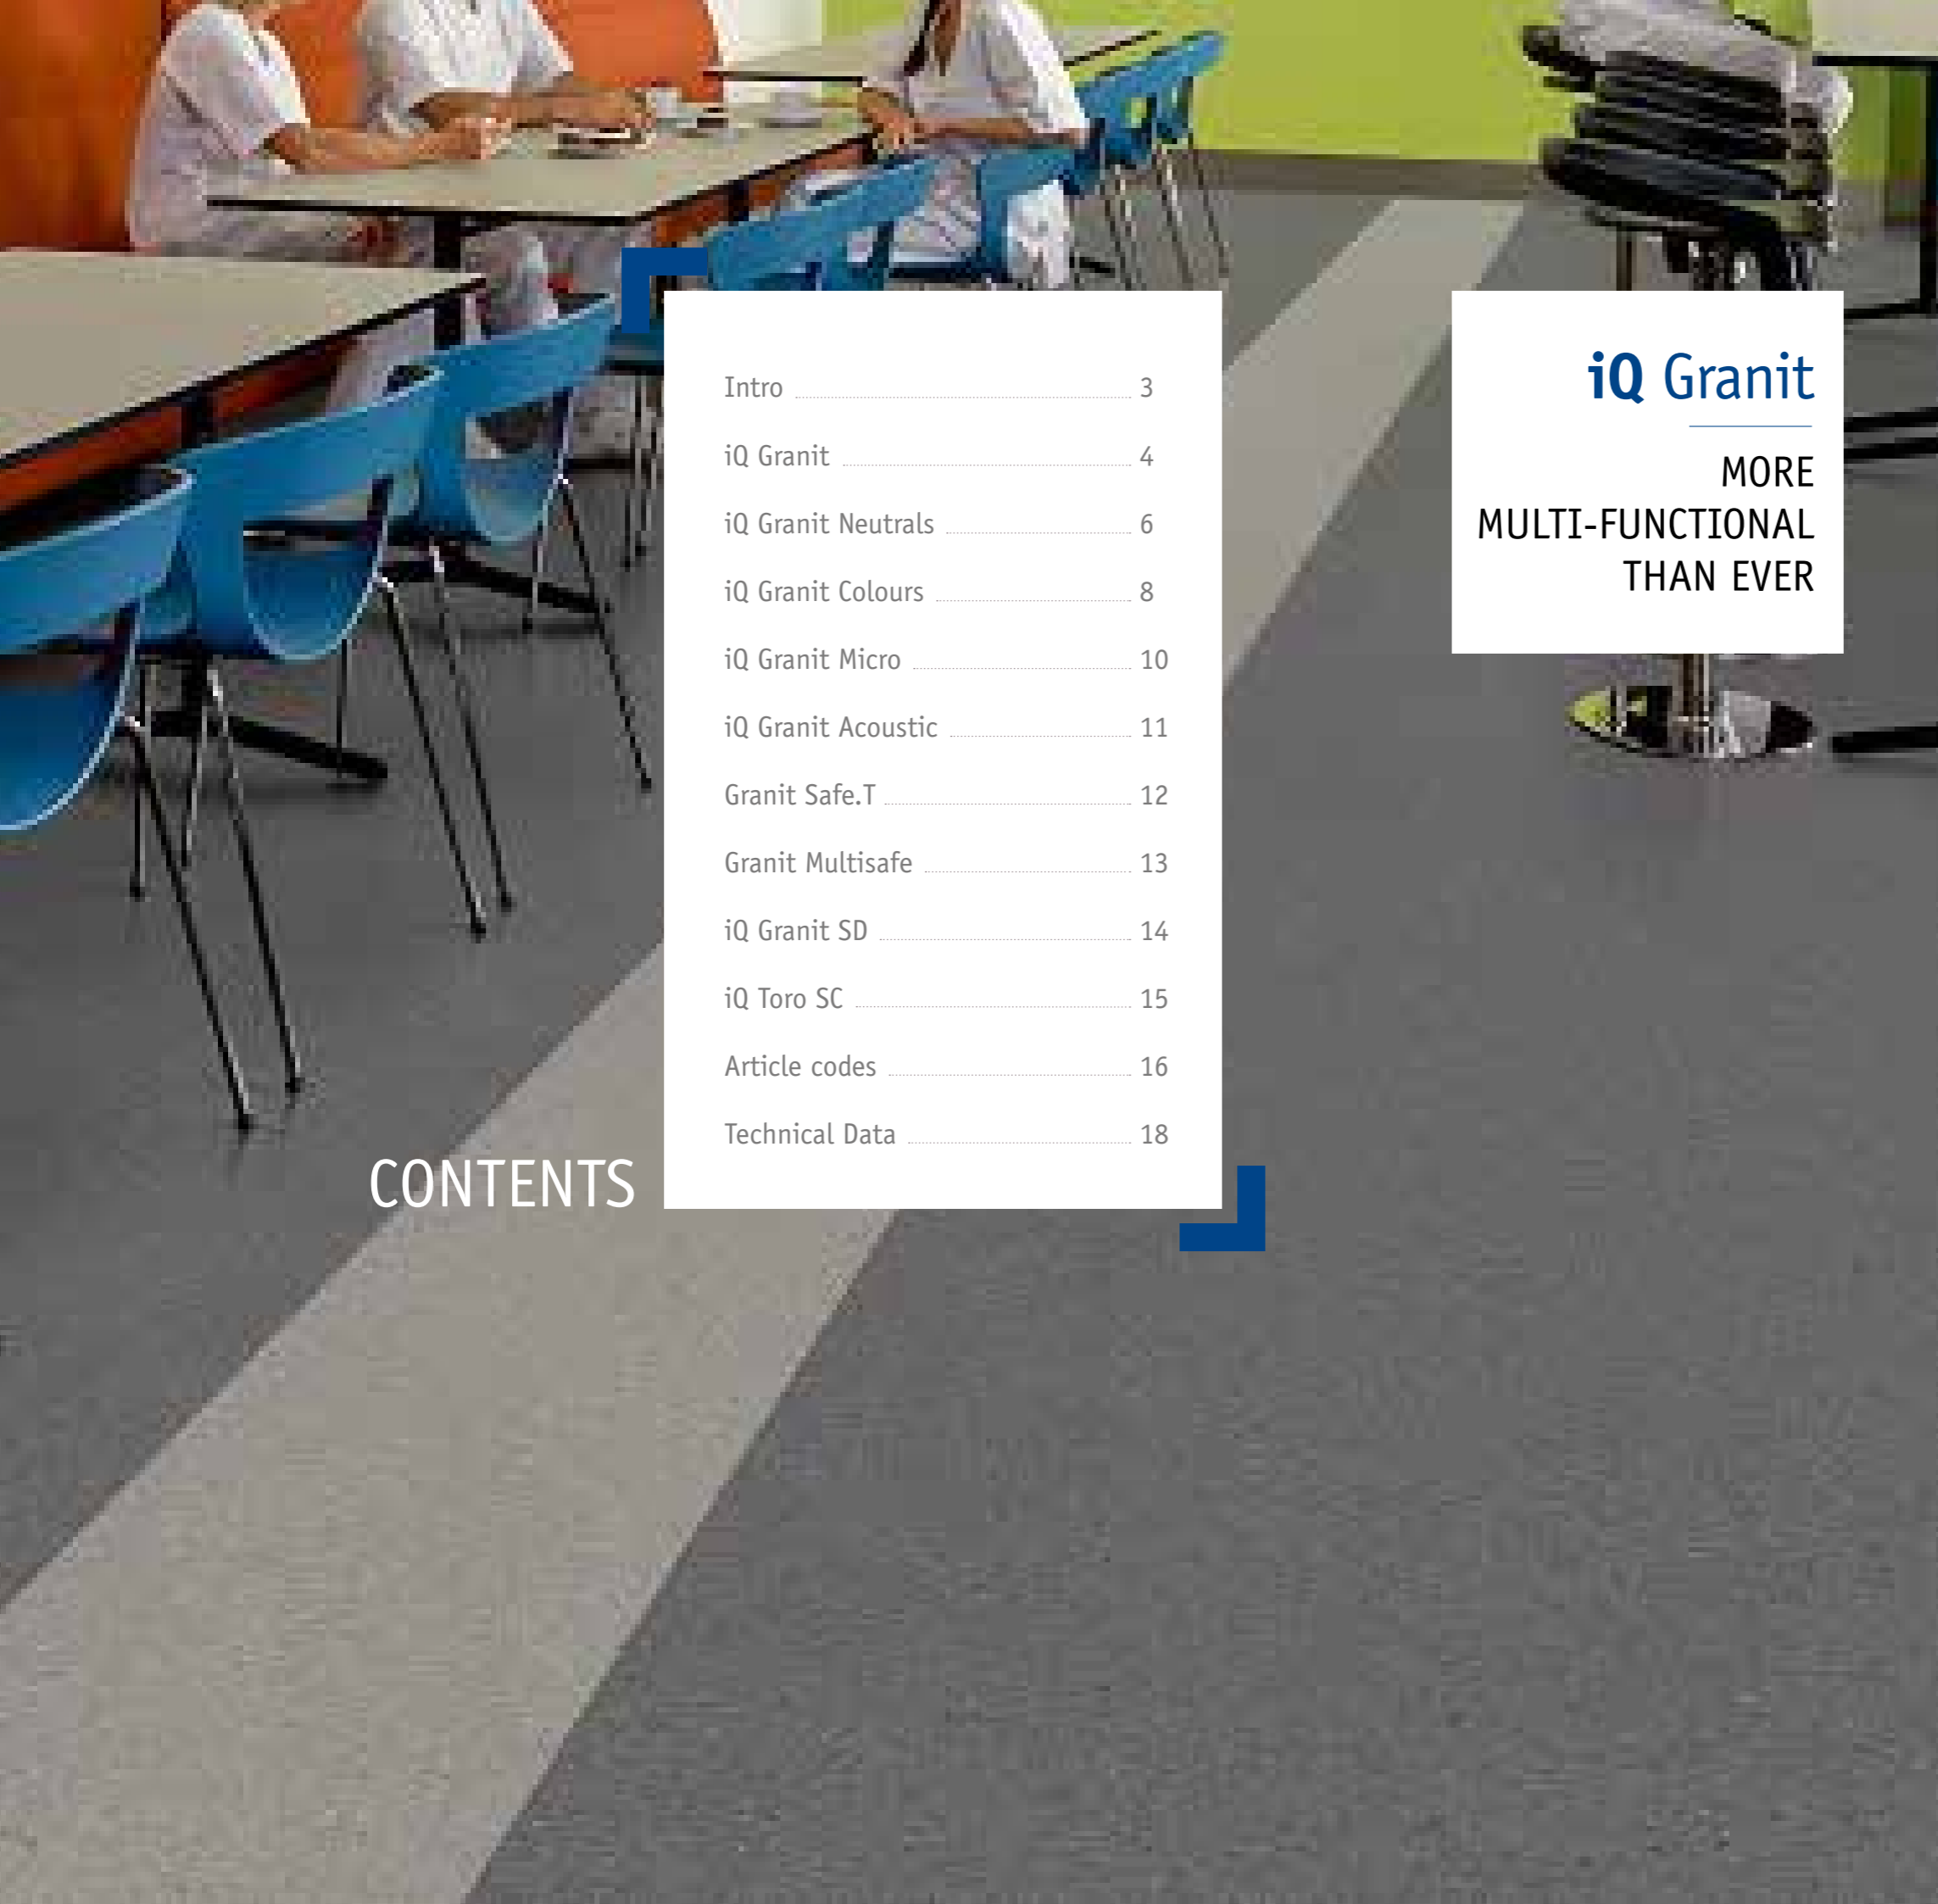 Intro 3
iQ Granit 4
iQ Granit Neutrals 6
iQ Granit Colours 8
iQ Granit Micro 10
iQ Granit Acoustic 11
Granit Safe.T 12
Granit Multisafe 13
iQ Granit SD 14
iQ Toro SC 15
Article codes 16
Technical Data 18
CONTENTS
iQ Granit
MORE
MULTI-FUNCTIONAL
THAN EVER